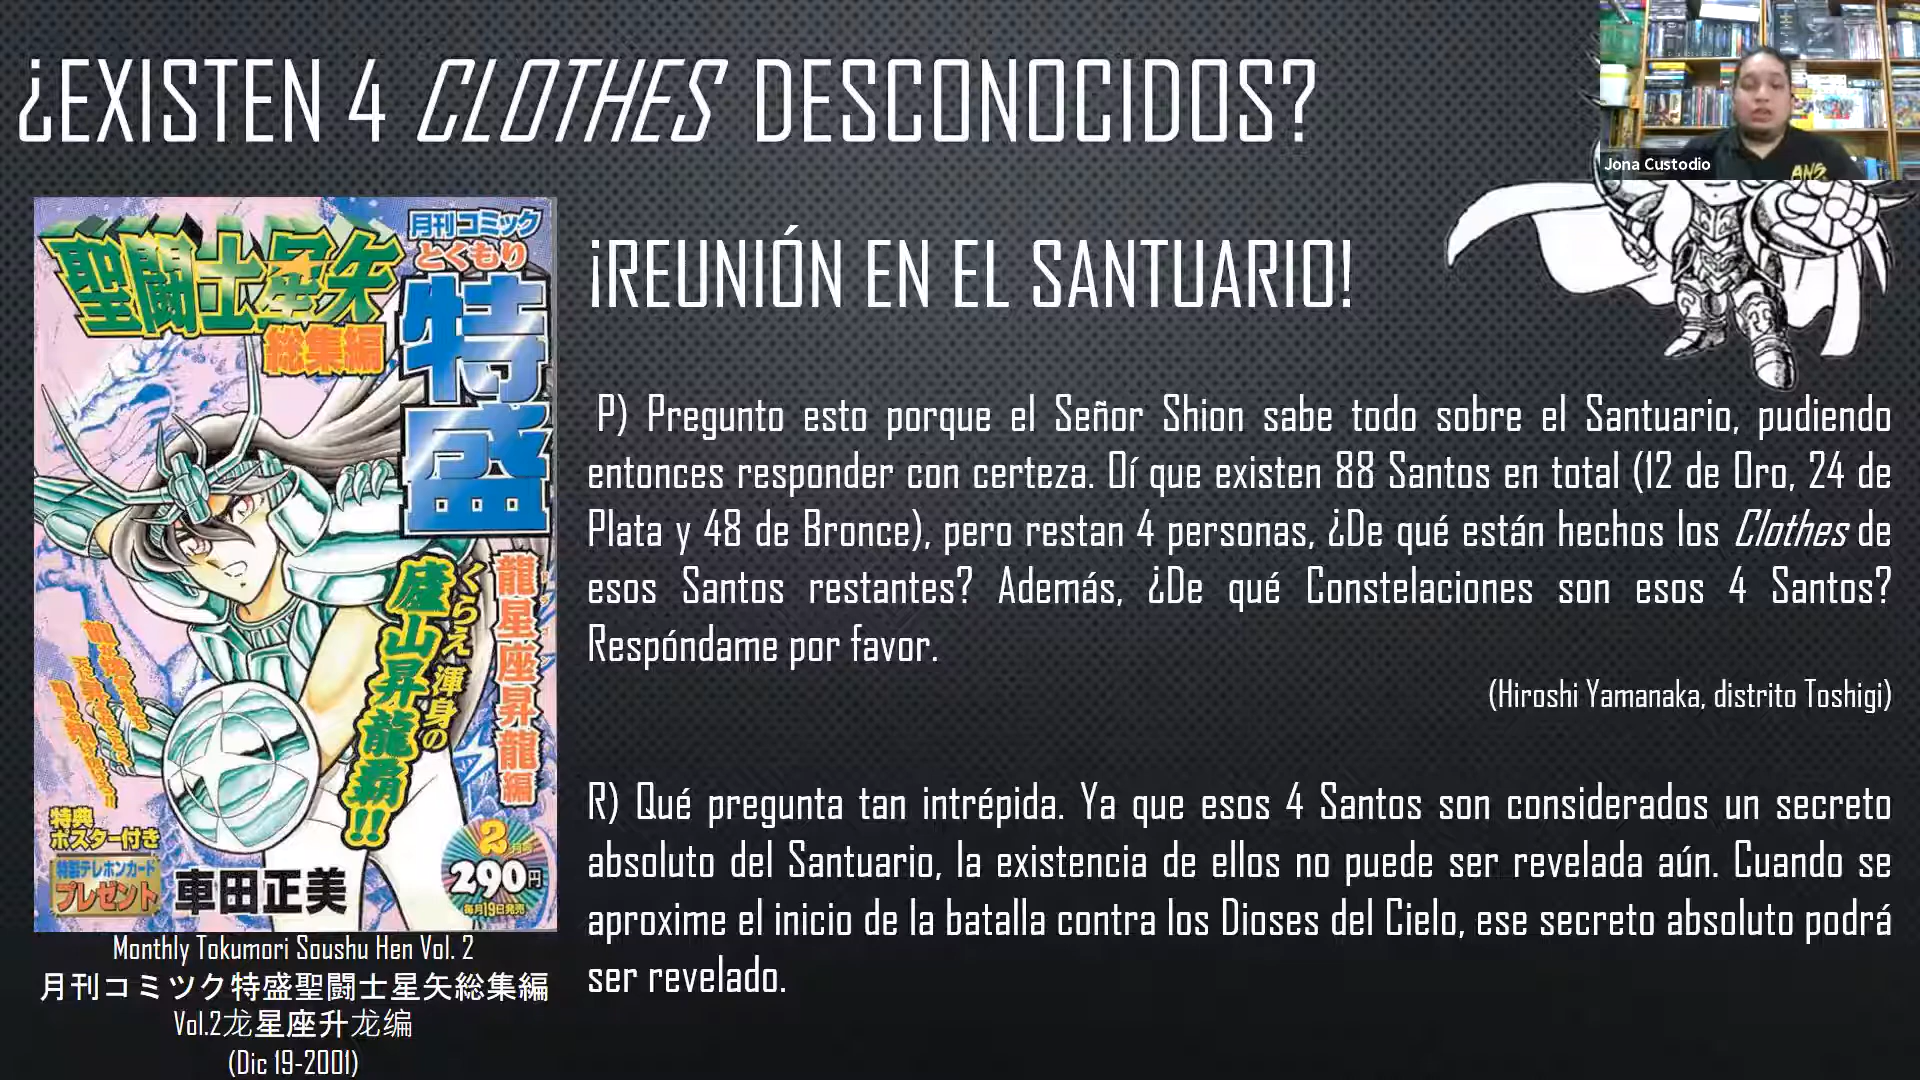 ¿EXISTEN 4 CLOTHES DESCONOCIDOS?
Jona Custodio
ANS.
月刊コミック
とくもり
特盛
聖闘士星矢
総集編
龍星座昇龍編
くらえ渾身の
廬山昇龍覇!!
特典
ポスター付き
特製テレホンカード
プレゼント
車田正美
2月号
290円
毎月19日発売
Monthly Tokumori Soushu Hen Vol. 2
月刊コミツク特盛聖闘士星矢総集編
Vol.2龙星座升龙编
(Dic 19-2001)
¡REUNIÓN EN EL SANTUARIO!
P) Pregunto esto porque el Señor Shion sabe todo sobre el Santuario, pudiendo
entonces responder con certeza. Oí que existen 88 Santos en total (12 de Oro, 24 de
Plata y 48 de Bronce), pero restan 4 personas, ¿De qué están hechos los Clothes de
esos Santos restantes? Además, ¿De qué Constelaciones son esos 4 Santos?
Respóndame por favor.
(Hiroshi Yamanaka, distrito Toshigi)
R) Qué pregunta tan intrépida. Ya que esos 4 Santos son considerados un secreto
absoluto del Santuario, la existencia de ellos no puede ser revelada aún. Cuando se
aproxime el inicio de la batalla contra los Dioses del Cielo, ese secreto absoluto podrá
ser revelado.